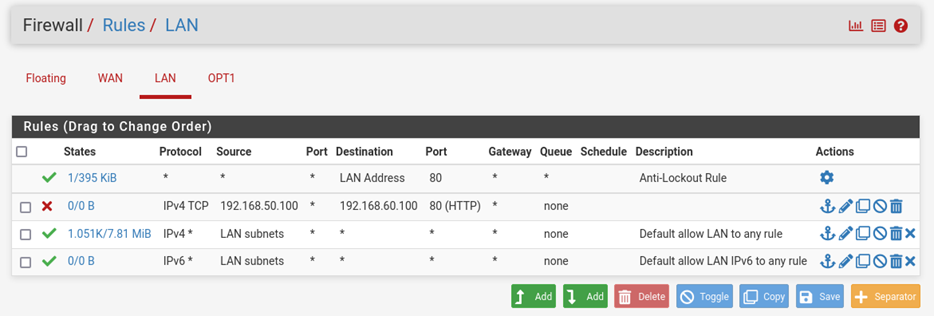 Firewall / Rules / LAN
Floating WAN LAN OPT1
Rules (Drag to Change Order)
States Protocol Source Port Destination Port Gateway Queue Schedule Description Actions
1/395 KiB * * * LAN Address 80 * * Anti-Lockout Rule
0/0 B IPv4 TCP 192.168.50.100 * 192.168.60.100 80 (HTTP) * none
1.051K/7.81 MiB IPv4 * LAN subnets * * * * none Default allow LAN to any rule
0/0 B IPv6 * LAN subnets * * * * none Default allow LAN IPv6 to any rule
Add Add Delete Toggle Copy Save Separator